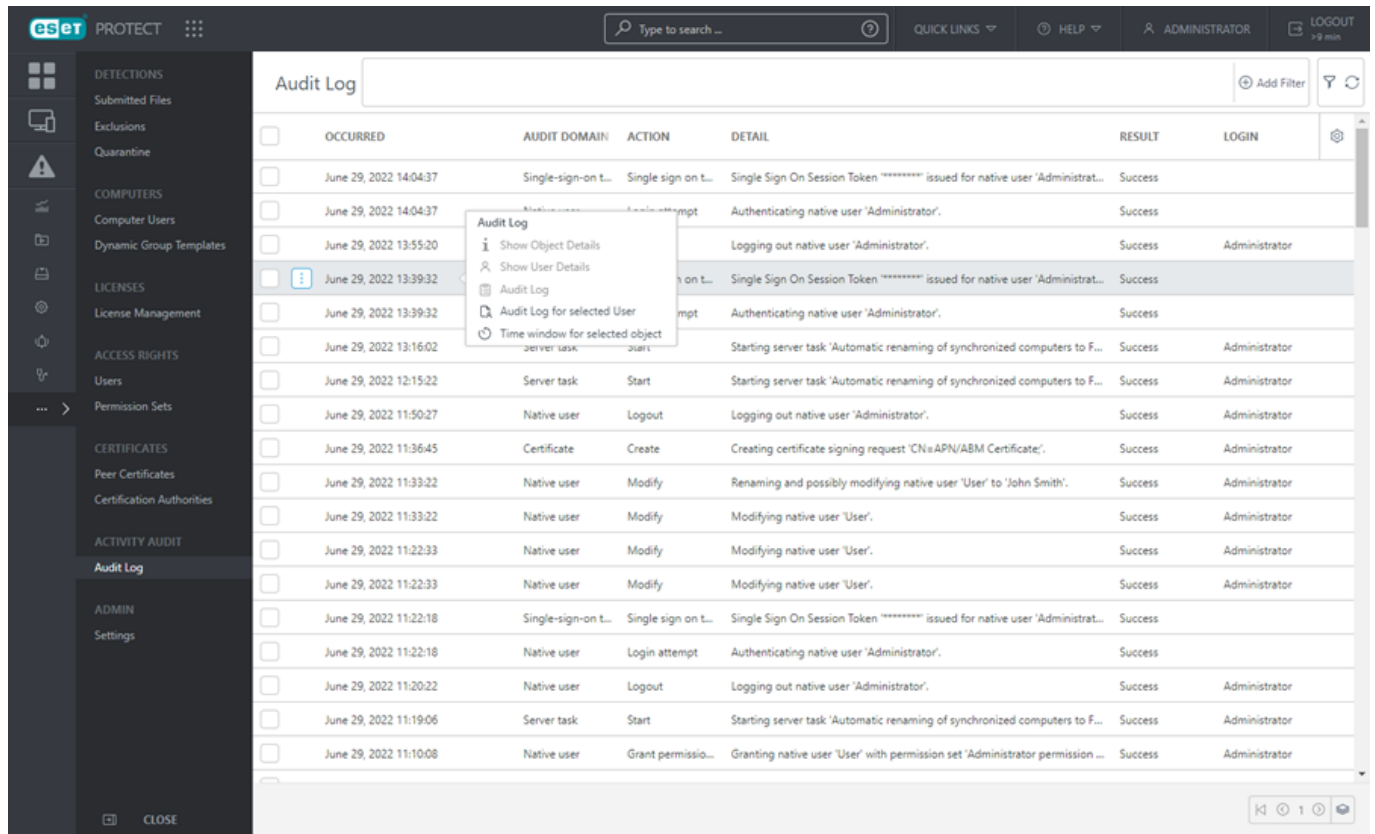 eset PROTECT
Type to search ...
QUICK LINKS
HELP
ADMINISTRATOR
LOGOUT
>9 min
DETECTIONS
Submitted Files
Exclusions
Quarantine
COMPUTERS
Computer Users
Dynamic Group Templates
LICENSES
License Management
ACCESS RIGHTS
Users
Permission Sets
CERTIFICATES
Peer Certificates
Certification Authorities
ACTIVITY AUDIT
Audit Log
ADMIN
Settings
CLOSE
Audit Log
Add Filter
OCCURRED AUDIT DOMAIN ACTION DETAIL RESULT LOGIN
June 29, 2022 14:04:37 Single-sign-on t... Single sign on t... Single Sign On Session Token '********' issued for native user 'Administrat... Success
June 29, 2022 14:04:37 Native user Login attempt Authenticating native user 'Administrator'. Success
June 29, 2022 13:55:20 Logging out native user 'Administrator'. Success Administrator
June 29, 2022 13:39:32 n on t... Single Sign On Session Token '********' issued for native user 'Administrat... Success
June 29, 2022 13:39:32 mpt Authenticating native user 'Administrator'. Success
June 29, 2022 13:16:02 Server task Start Starting server task 'Automatic renaming of synchronized computers to F... Success Administrator
June 29, 2022 12:15:22 Server task Start Starting server task 'Automatic renaming of synchronized computers to F... Success Administrator
June 29, 2022 11:50:27 Native user Logout Logging out native user 'Administrator'. Success Administrator
June 29, 2022 11:36:45 Certificate Create Creating certificate signing request 'CN=APN/ABM Certificate;'. Success Administrator
June 29, 2022 11:33:22 Native user Modify Renaming and possibly modifying native user 'User' to 'John Smith'. Success Administrator
June 29, 2022 11:33:22 Native user Modify Modifying native user 'User'. Success Administrator
June 29, 2022 11:22:33 Native user Modify Modifying native user 'User'. Success Administrator
June 29, 2022 11:22:33 Native user Modify Modifying native user 'User'. Success Administrator
June 29, 2022 11:22:18 Single-sign-on t... Single sign on t... Single Sign On Session Token '********' issued for native user 'Administrat... Success
June 29, 2022 11:22:18 Native user Login attempt Authenticating native user 'Administrator'. Success
June 29, 2022 11:20:22 Native user Logout Logging out native user 'Administrator'. Success Administrator
June 29, 2022 11:19:06 Server task Start Starting server task 'Automatic renaming of synchronized computers to F... Success Administrator
June 29, 2022 11:10:08 Native user Grant permissio... Granting native user 'User' with permission set 'Administrator permission ... Success Administrator
Audit Log
Show Object Details
Show User Details
Audit Log
Audit Log for selected User
Time window for selected object
1